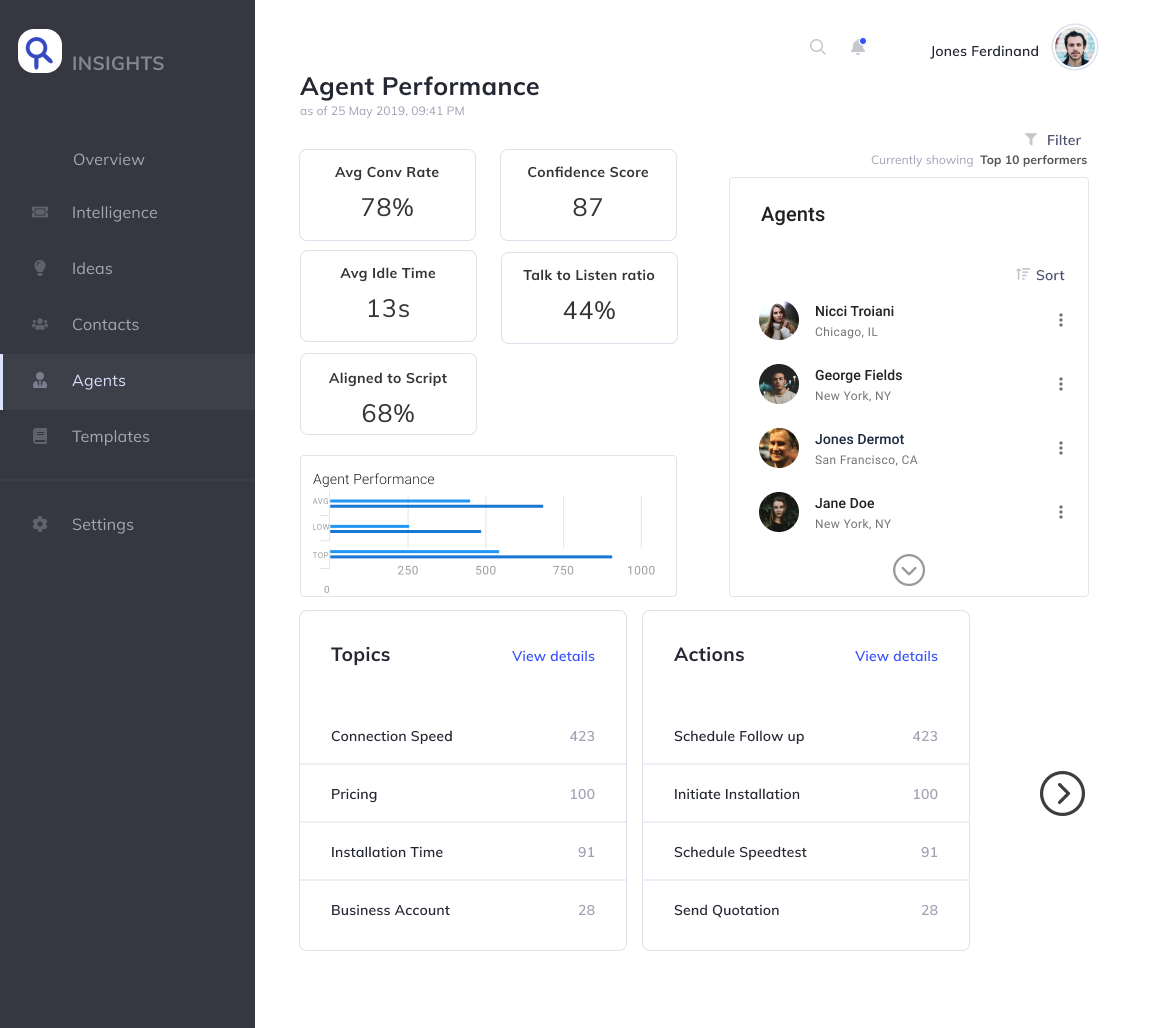 INSIGHTS
Overview
Intelligence
Ideas
Contacts
Agents
Templates
Settings
Jones Ferdinand
Agent Performance
as of 25 May 2019, 09:41 PM
Filter
Currently showing Top 10 performers
Avg Conv Rate
78%
Confidence Score
87
Avg Idle Time
13s
Talk to Listen ratio
44%
Aligned to Script
68%
Agents
Sort
Nicci Troiani
Chicago, IL
George Fields
New York, NY
Jones Dermot
San Francisco, CA
Jane Doe
New York, NY
Agent Performance
AVG
LOW
TOP
250 500 750 1000
0
Topics View details
Connection Speed 423
Pricing 100
Installation Time 91
Business Account 28
Actions View details
Schedule Follow up 423
Initiate Installation 100
Schedule Speedtest 91
Send Quotation 28